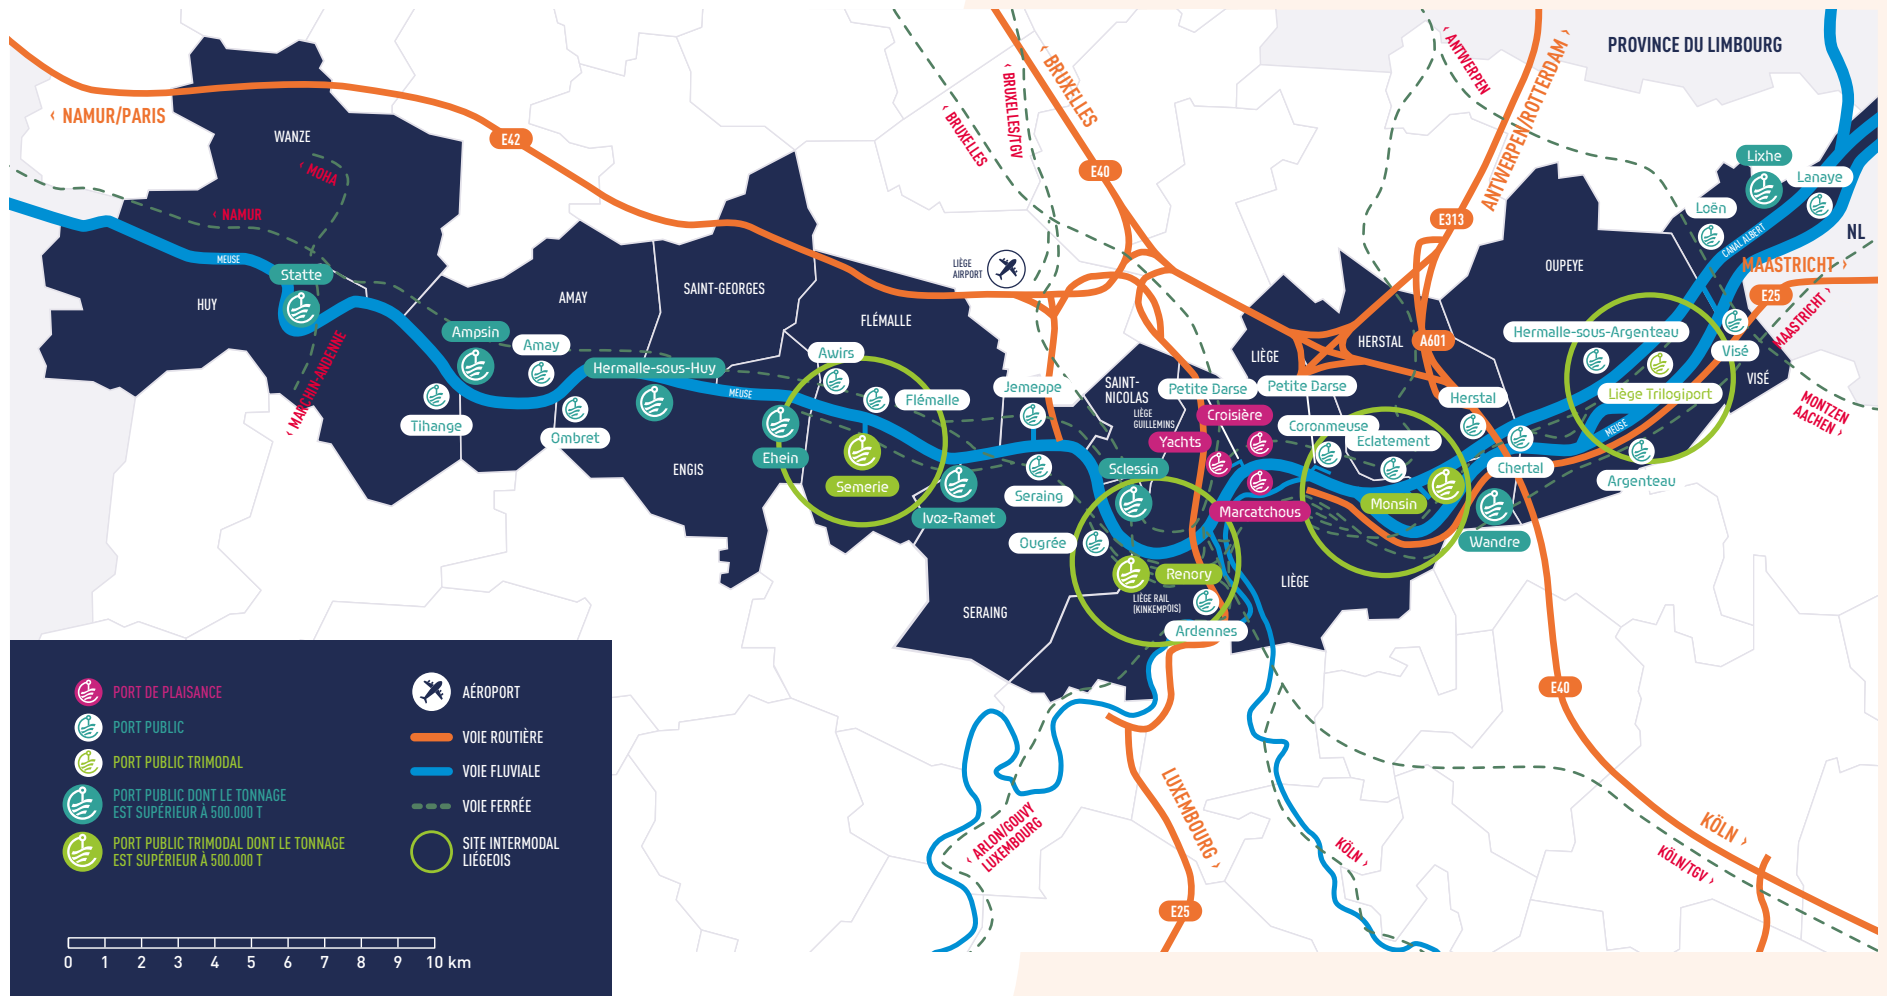 PROVINCE DU LIMBOURG
‹ NAMUR/PARIS
WANZE
‹ MOHA
‹ NAMUR
MEUSE
Statte
HUY
‹ MARCHIN-ANDENNE
E42
AMAY
Ampsin
Amay
Tihange
Ombret
Hermalle-sous-Huy
SAINT-GEORGES
ENGIS
MEUSE
FLÉMALLE
Awirs
Flémalle
Ehein
Semerie
Ivoz-Ramet
LIÈGE
AIRPORT
‹ BRUXELLES
‹ BRUXELLES/TGV
‹ BRUXELLES
E40
Jemeppe
Seraing
Ougrée
SERAING
SAINT-
NICOLAS
LIÈGE
GUILLEMINS
Sclessin
Renory
LIÈGE RAIL
(KINKEMPOIS)
Ardennes
Petite Darse
Croisière
Yachts
Marcatchous
LIÈGE
Petite Darse
Coronmeuse
Eclatement
Monsin
LIÈGE
HERSTAL
A601
E313
ANTWERPEN/ROTTERDAM ›
‹ ANTWERPEN
Herstal
Chertal
Wandre
OUPEYE
Hermalle-sous-Argenteau
Liège Trilogiport
MEUSE
Argenteau
Visé
VISÉ
Lixhe
Lanaye
Loën
CANAL ALBERT
NL
MAASTRICHT ›
E25
MAASTRICHT ›
MONTZEN
AACHEN ›
E40
KÖLN ›
KÖLN/TGV ›
KÖLN ›
LUXEMBOURG ›
E25
‹ ARLON/GOUVY
LUXEMBOURG
PORT DE PLAISANCE
PORT PUBLIC
PORT PUBLIC TRIMODAL
PORT PUBLIC DONT LE TONNAGE
EST SUPÉRIEUR À 500.000 T
PORT PUBLIC TRIMODAL DONT LE TONNAGE
EST SUPÉRIEUR À 500.000 T
AÉROPORT
VOIE ROUTIÈRE
VOIE FLUVIALE
VOIE FERRÉE
SITE INTERMODAL
LIÉGEOIS
0 1 2 3 4 5 6 7 8 9 10 km